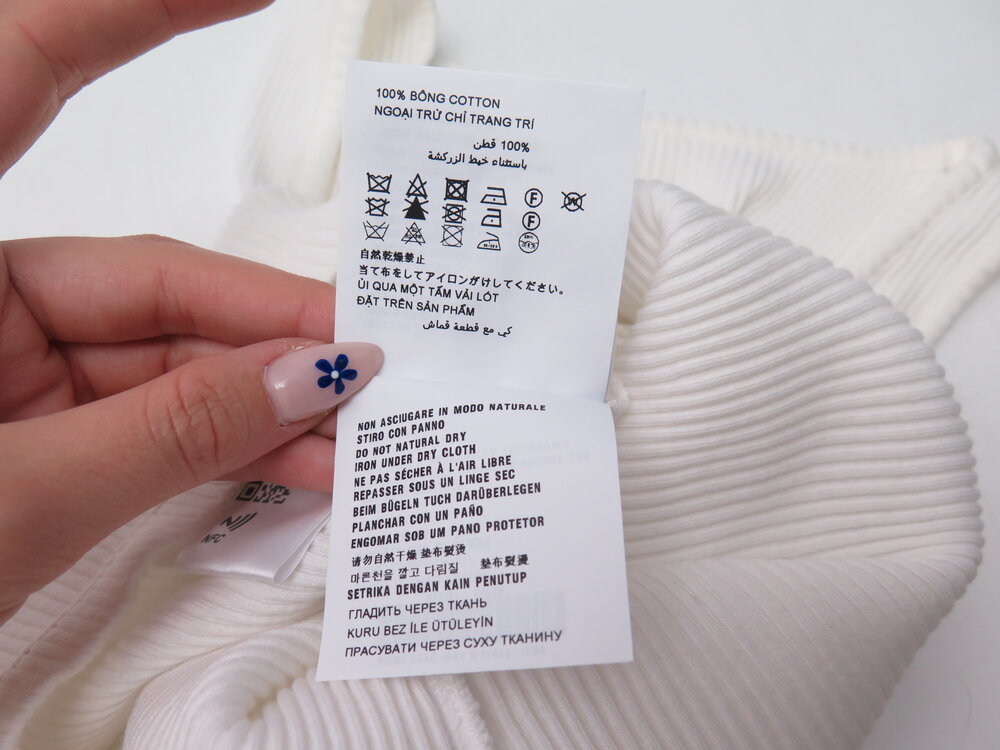 100% BÔNG COTTON
NGOẠI TRỪ CHỈ TRANG TRÍ
100% قطن
باستثناء خيط الزركشة
F
W
F
自然乾燥禁止
当て布をしてアイロンがけしてください。
ỦI QUA MỘT TẤM VẢI LÓT
ĐẶT TRÊN SẢN PHẨM
كي مع قطعة قماش
NON ASCIUGARE IN MODO NATURALE
STIRO CON PANNO
DO NOT NATURAL DRY
IRON UNDER DRY CLOTH
NE PAS SÉCHER À L'AIR LIBRE
REPASSER SOUS UN LINGE SEC
BEIM BÜGELN TUCH DARÜBERLEGEN
PLANCHAR CON UN PAÑO
ENGOMAR SOB UM PANO PROTETOR
请勿自然干燥 垫布熨烫
마른천을 깔고 다림질 墊布熨燙
SETRIKA DENGAN KAIN PENUTUP
ГЛАДИТЬ ЧЕРЕЗ ТКАНЬ
KURU BEZ İLE ÜTÜLEYİN
ПРАСУВАТИ ЧЕРЕЗ СУХУ ТКАНИНУ
NFC